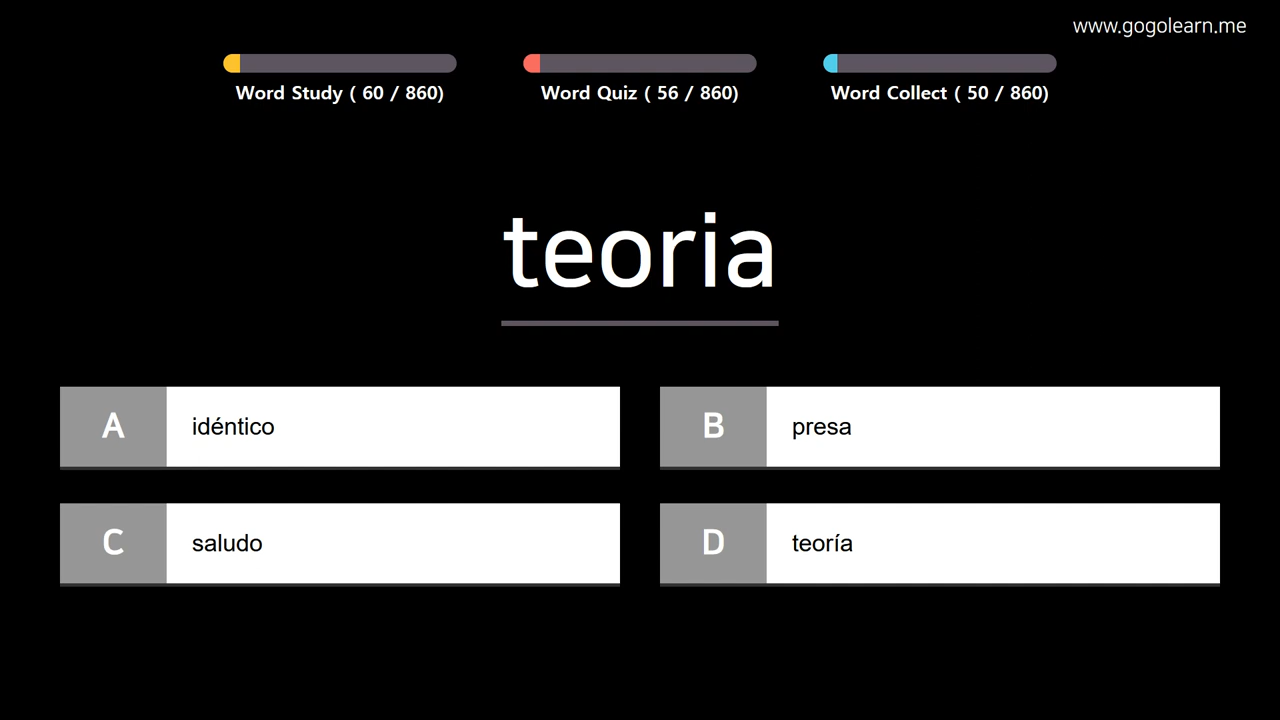 www.gogolearn.me
Word Study ( 60 / 860)
Word Quiz ( 56 / 860)
Word Collect ( 50 / 860)
teoria
A idéntico
B presa
C saludo
D teoría